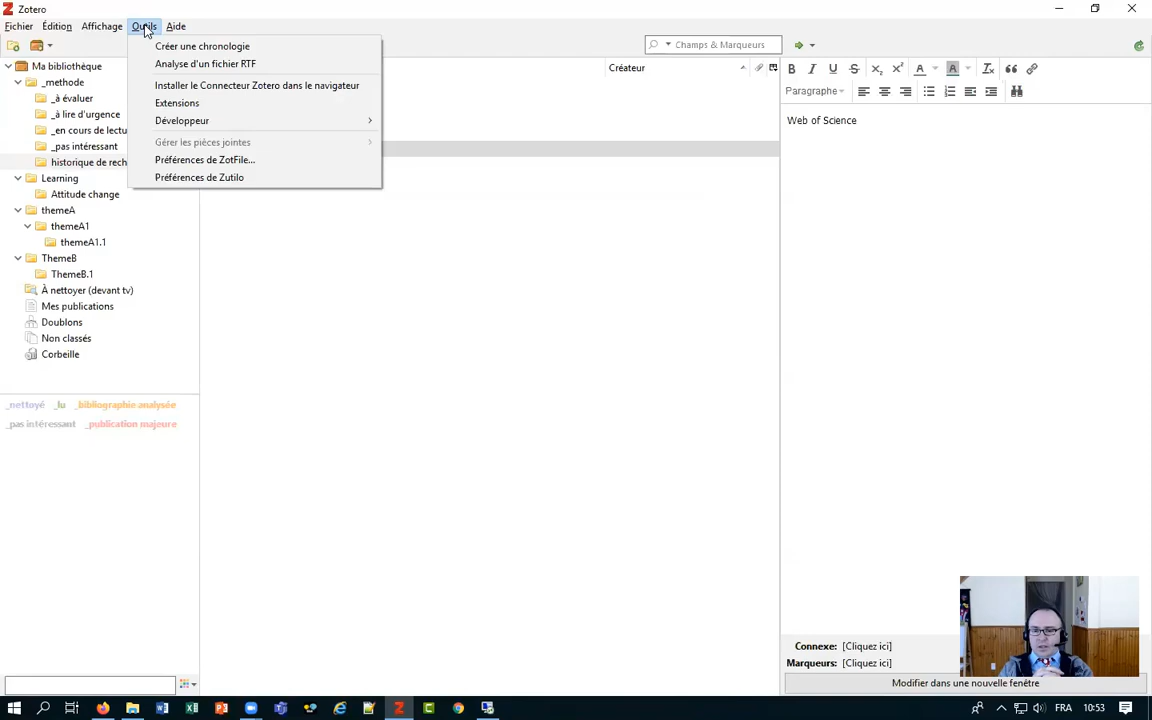 Zotero
Fichier Édition Affichage Outils Aide
Créer une chronologie
Analyse d'un fichier RTF
Installer le Connecteur Zotero dans le navigateur
Extensions
Développeur
Gérer les pièces jointes
Préférences de ZotFile...
Préférences de Zutilo
Champs & Marqueurs
Ma bibliothèque
_methode
_à évaluer
_à lire d'urgence
_en cours de lectu
_pas intéressant
historique de rech
Learning
Attitude change
themeA
themeA1
themeA1.1
ThemeB
ThemeB.1
À nettoyer (devant tv)
Mes publications
Doublons
Non classés
Corbeille
_nettoyé _lu _bibliographie analysée
_pas intéressant _publication majeure
Créateur
B I U S X₂ X² A A Tx
Paragraphe
Web of Science
Connexe: [Cliquez ici]
Marqueurs: [Cliquez ici]
Modifier dans une nouvelle fenêtre
FRA 10:53